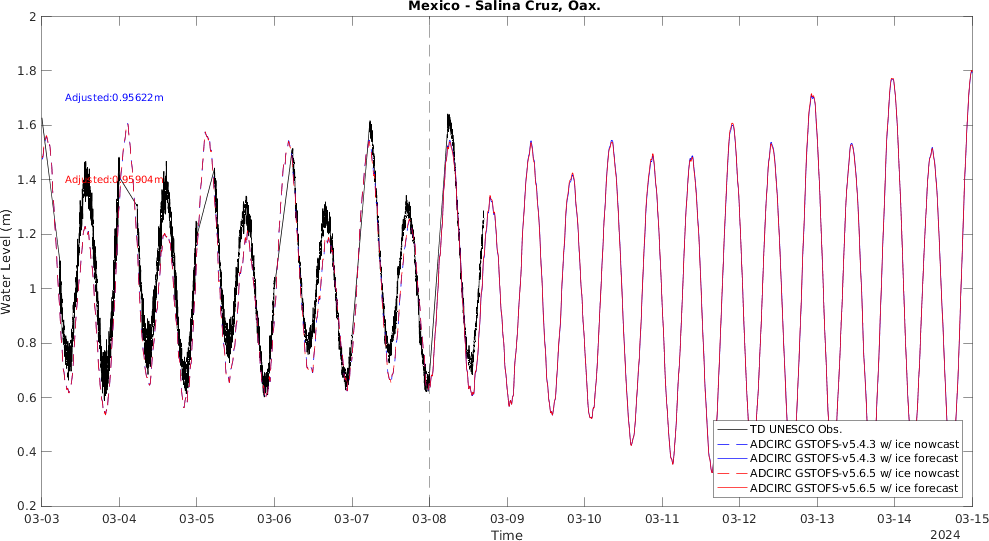 Mexico - Salina Cruz, Oax.
2
1.8
1.6
1.4
1.2
1
0.8
0.6
0.4
0.2
Water Level (m)
Adjusted:0.95622m
Adjusted:0.95904m
TD UNESCO Obs.
ADCIRC GSTOFS-v5.4.3 w/ ice nowcast
ADCIRC GSTOFS-v5.4.3 w/ ice forecast
ADCIRC GSTOFS-v5.6.5 w/ ice nowcast
ADCIRC GSTOFS-v5.6.5 w/ ice forecast
03-03 03-04 03-05 03-06 03-07 03-08 03-09 03-10 03-11 03-12 03-13 03-14 03-15
Time
2024